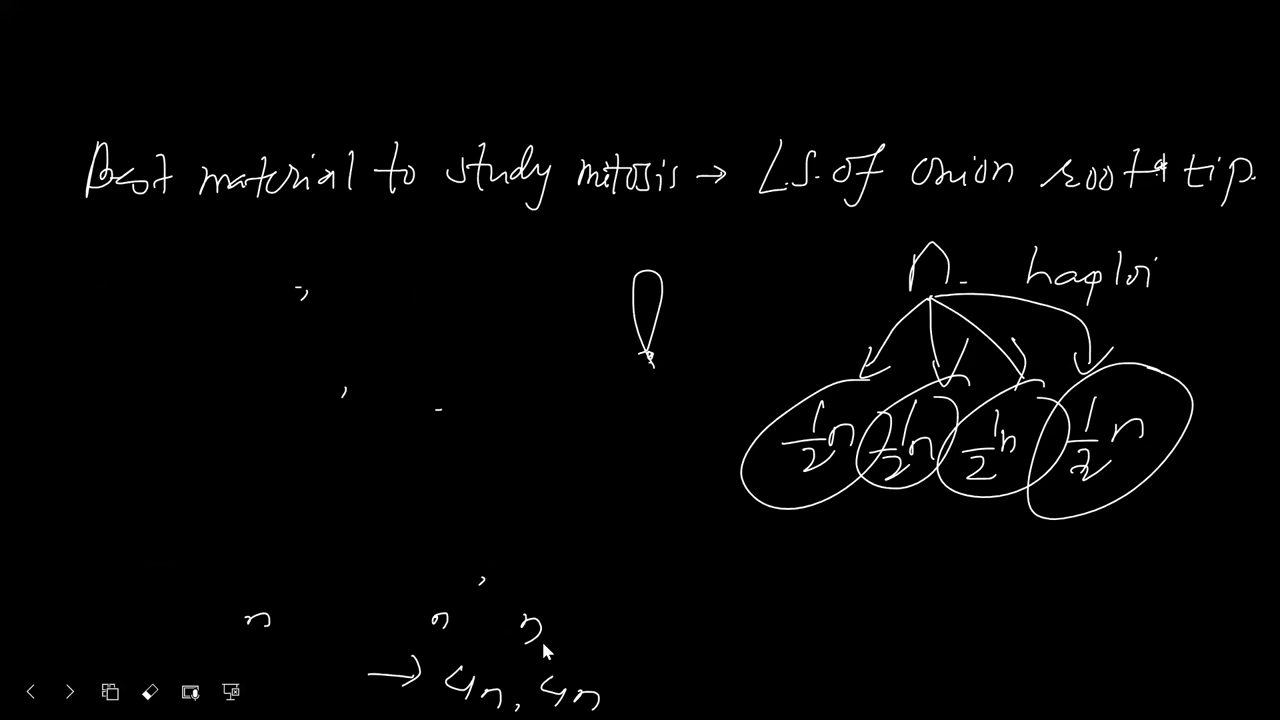 Best material to study mitosis → L.S. of onion root tip.
n. haploi
1/2 n 1/2 n 1/2 n 1/2 n
n n n
→ 4n, 4n